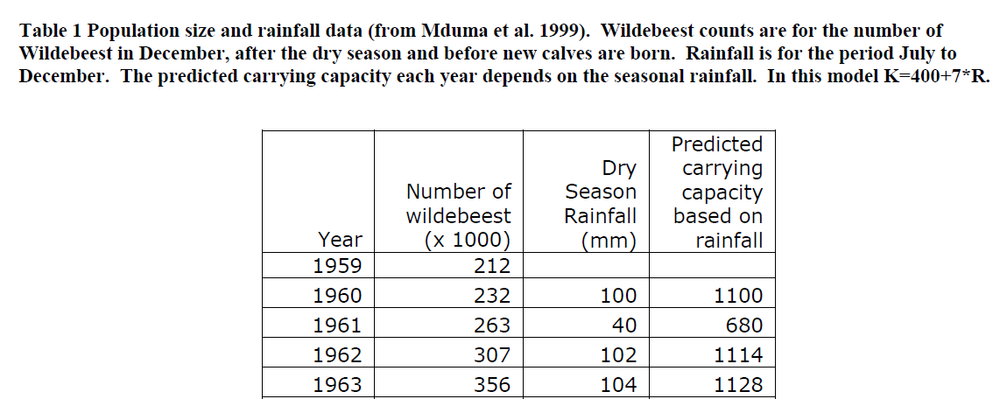 Table 1 Population size and rainfall data (from Mduma et al. 1999).  Wildebeest counts are for the number of
Wildebeest in December, after the dry season and before new calves are born.  Rainfall is for the period July to
December.  The predicted carrying capacity each year depends on the seasonal rainfall.  In this model K=400+7*R.
Year Number of wildebeest (x 1000) Dry Season Rainfall (mm) Predicted carrying capacity based on rainfall
1959 212
1960 232 100 1100
1961 263 40 680
1962 307 102 1114
1963 356 104 1128